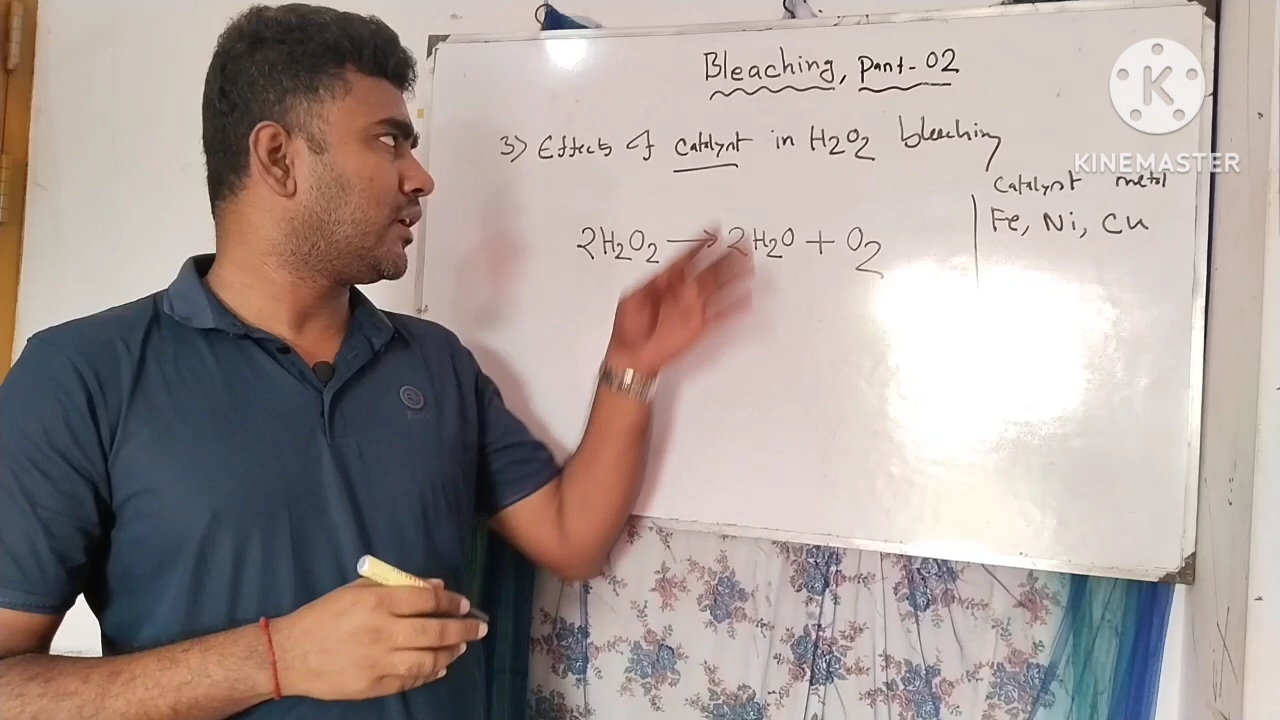 Bleaching, Part-02
3) Effects of catalyst in H2O2 bleaching
2H2O2 → 2H2O + O2
catalyst metal
Fe, Ni, Cu
K
KINEMASTER